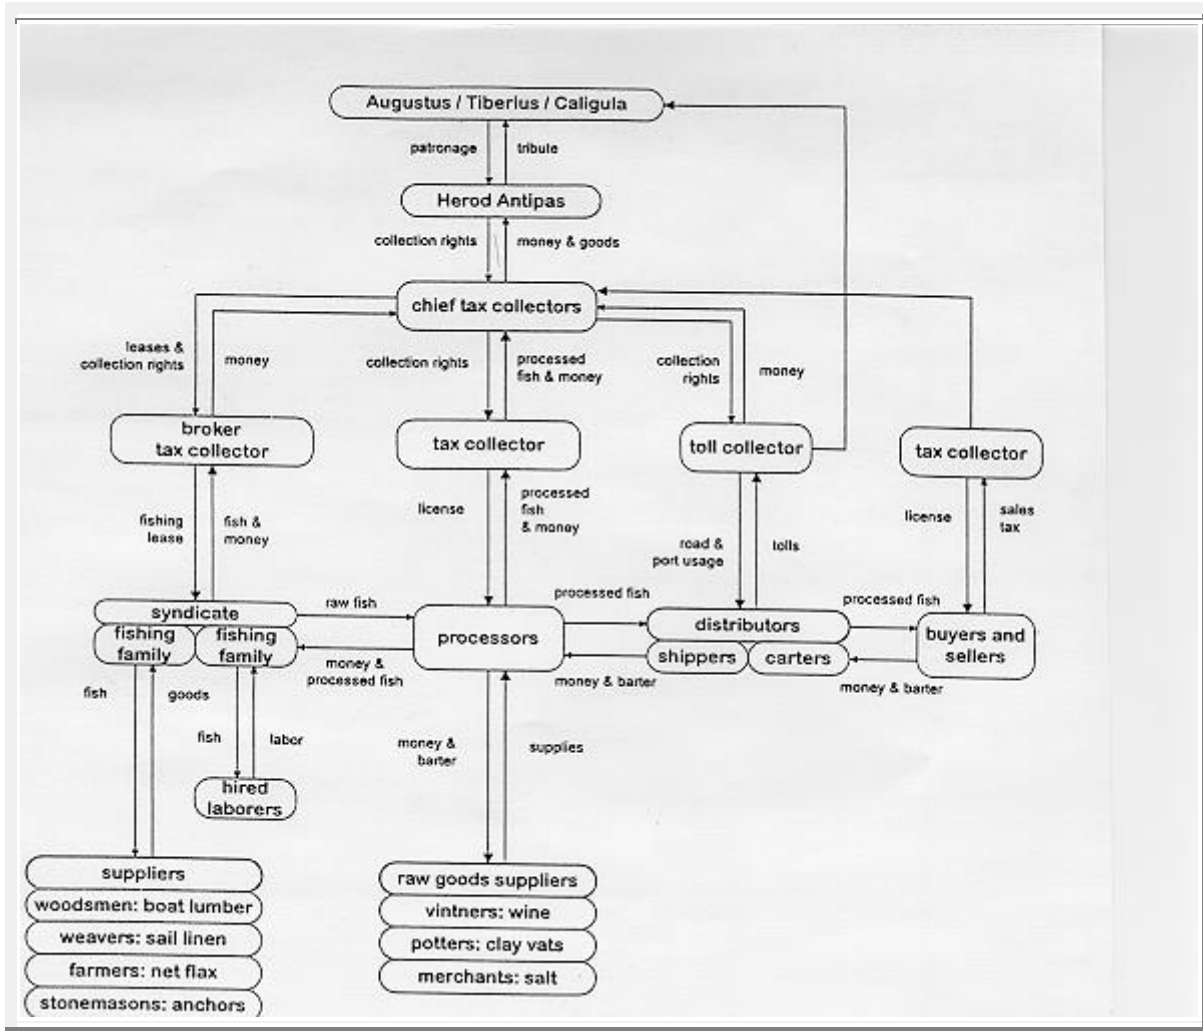 Augustus / Tiberius / Caligula
patronage
tribute
Herod Antipas
collection rights
money & goods
chief tax collectors
leases &
collection rights
money
collection rights
processed
fish & money
collection
rights
money
broker
tax collector
tax collector
toll collector
tax collector
fishing
lease
fish &
money
license
processed
fish
& money
road &
port usage
tolls
license
sales
tax
syndicate
fishing
family
fishing
family
raw fish
money &
processed fish
processors
processed fish
money & barter
distributors
shippers
carters
processed fish
money & barter
buyers and
sellers
fish
goods
fish
labor
hired
laborers
money &
barter
supplies
suppliers
woodsmen: boat lumber
weavers: sail linen
farmers: net flax
stonemasons: anchors
raw goods suppliers
vintners: wine
potters: clay vats
merchants: salt